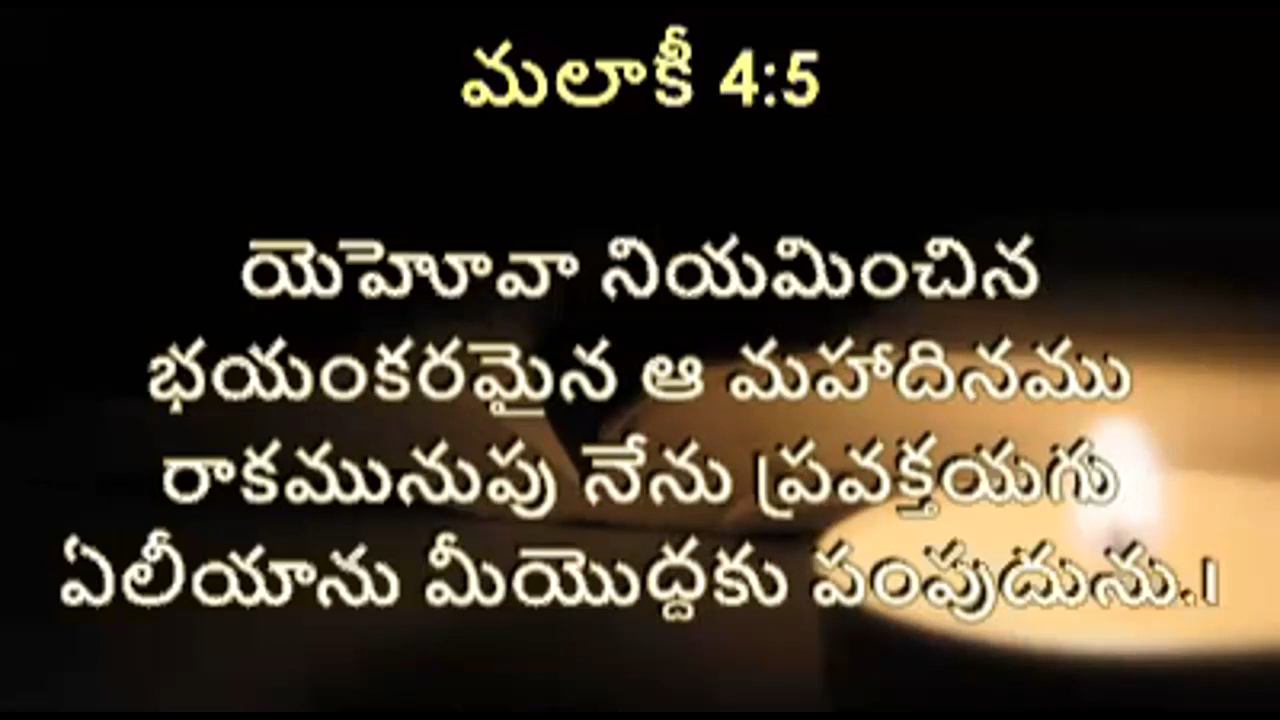 మలాకీ 4:5
యెహోవా నియమించిన
భయంకరమైన ఆ మహాదినము
రాకమునుపు నేను ప్రవక్తయగు
ఏలీయాను మీయొద్దకు పంపుదును.।